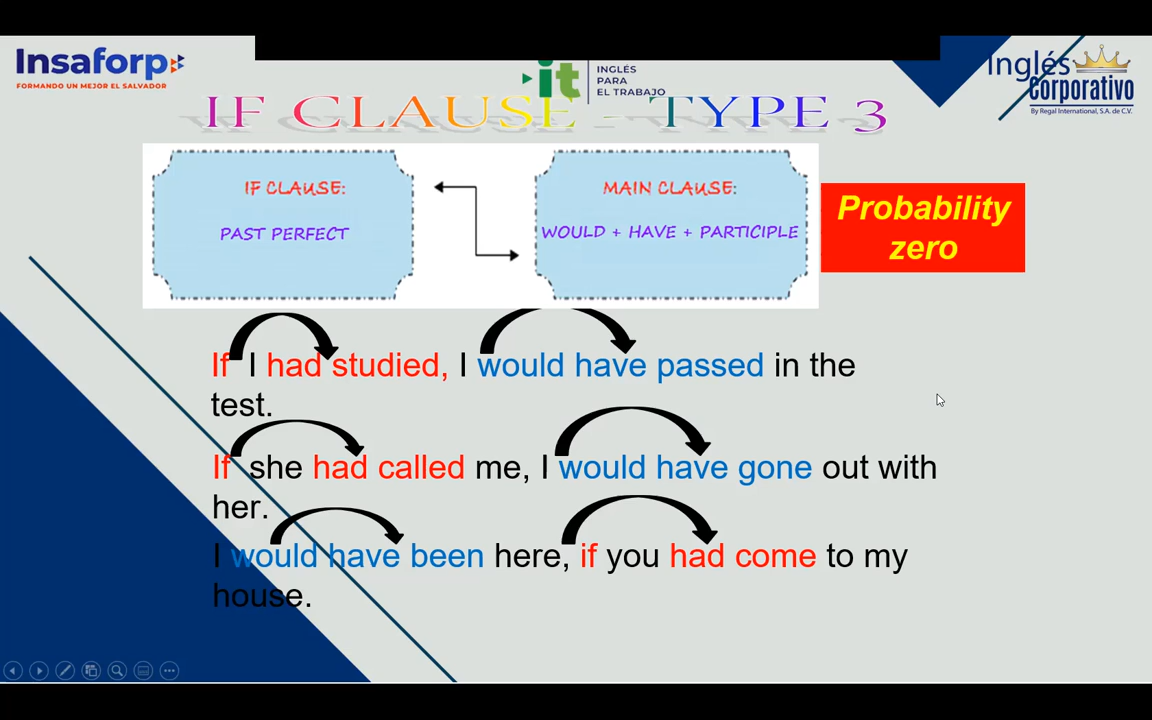 Insaforp
FORMANDO UN MEJOR EL SALVADOR
it
INGLÉS
PARA
EL TRABAJO
Inglés
Corporativo
By Regal International, S.A. de C.V.
IF CLAUSE - TYPE 3
IF CLAUSE:
PAST PERFECT
MAIN CLAUSE:
WOULD + HAVE + PARTICIPLE
Probability
zero
If I had studied, I would have passed in the
test.
If she had called me, I would have gone out with
her.
I would have been here, if you had come to my
house.